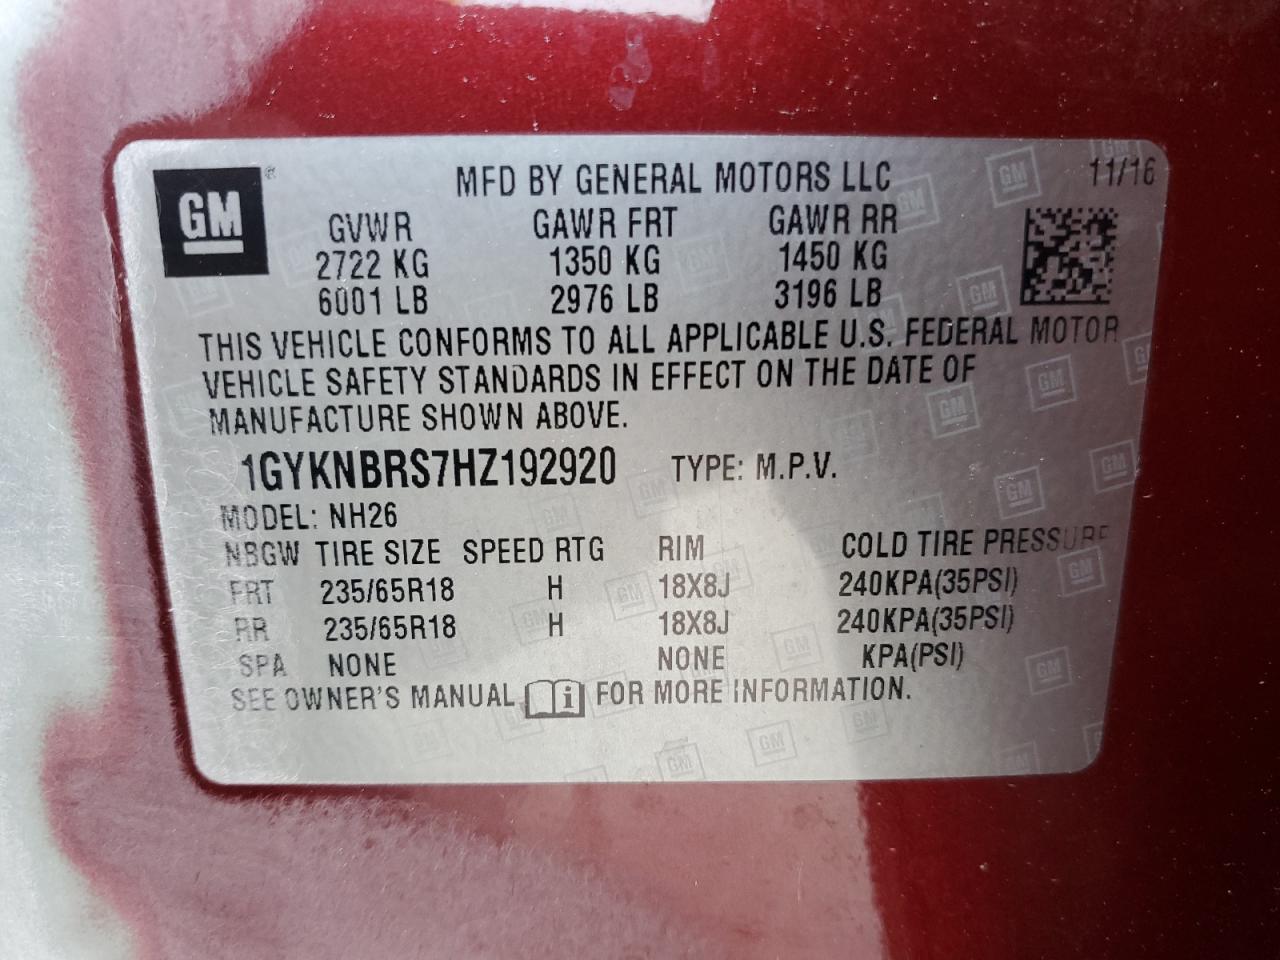 GM ®
MFD BY GENERAL MOTORS LLC 11/16
GVWR GAWR FRT GAWR RR
2722 KG 1350 KG 1450 KG
6001 LB 2976 LB 3196 LB
THIS VEHICLE CONFORMS TO ALL APPLICABLE U.S. FEDERAL MOTOR
VEHICLE SAFETY STANDARDS IN EFFECT ON THE DATE OF
MANUFACTURE SHOWN ABOVE.
1GYKNBRS7HZ192920 TYPE: M.P.V.
MODEL: NH26
NBGW TIRE SIZE SPEED RTG RIM COLD TIRE PRESSURE
FRT 235/65R18 H 18X8J 240KPA(35PSI)
RR 235/65R18 H 18X8J 240KPA(35PSI)
SPA NONE NONE KPA(PSI)
SEE OWNER'S MANUAL i FOR MORE INFORMATION.